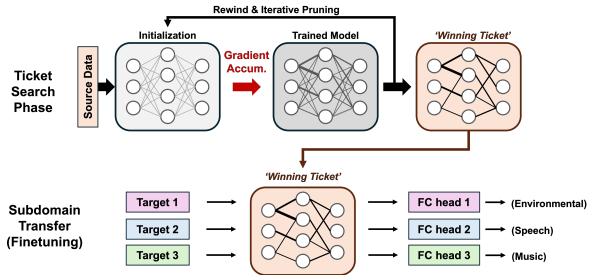 Rewind & Iterative Pruning
Initialization
Trained Model
'Winning Ticket'
Ticket
Search
Phase
Source Data
Gradient
Accum.
'Winning Ticket'
Subdomain
Transfer
(Finetuning)
Target 1
FC head 1
(Environmental)
Target 2
FC head 2
(Speech)
Target 3
FC head 3
(Music)